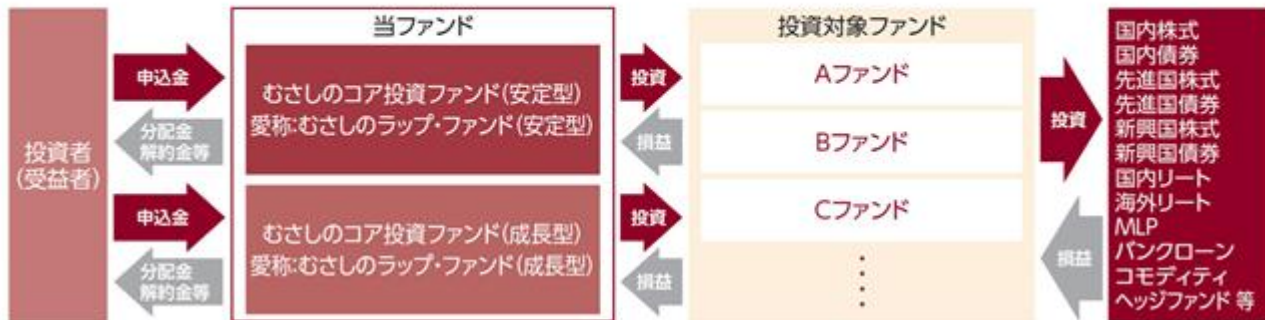 投資者
(受益者)
申込金
分配金
解約金等
申込金
分配金
解約金等
当ファンド
むさしのコア投資ファンド(安定型)
愛称:むさしのラップ・ファンド(安定型)
むさしのコア投資ファンド(成長型)
愛称:むさしのラップ・ファンド(成長型)
投資
損益
投資
損益
投資対象ファンド
Aファンド
Bファンド
Cファンド
投資
損益
国内株式
国内債券
先進国株式
先進国債券
新興国株式
新興国債券
国内リート
海外リート
MLP
バンクローン
コモディティ
ヘッジファンド 等